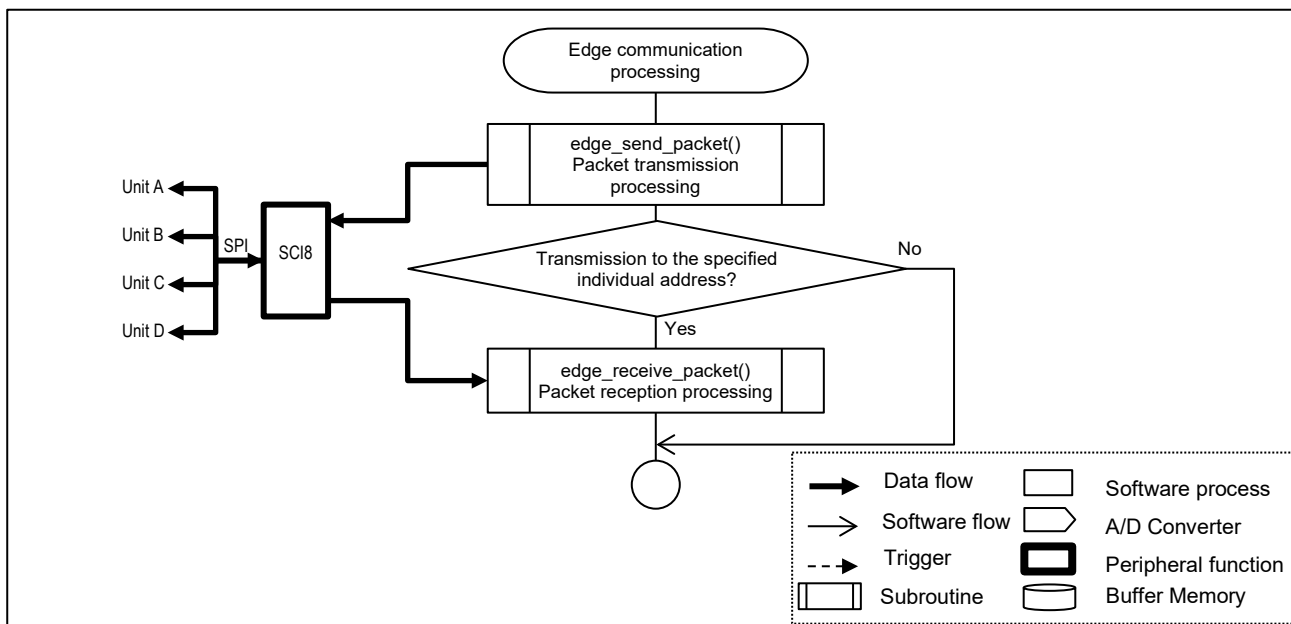 Edge communication
processing
edge_send_packet()
Packet transmission
processing
Unit A
Unit B
Unit C
Unit D
SPI
SCI8
Transmission to the specified
individual address?
No
Yes
edge_receive_packet()
Packet reception processing
Data flow
Software flow
Trigger
Subroutine
Software process
A/D Converter
Peripheral function
Buffer Memory